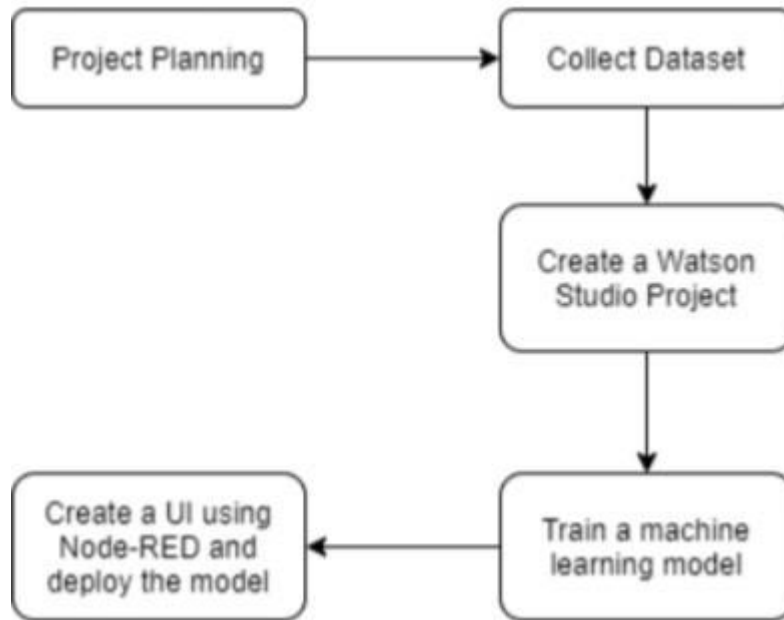 Project Planning
Collect Dataset
Create a Watson
Studio Project
Train a machine
learning model
Create a UI using
Node-RED and
deploy the model